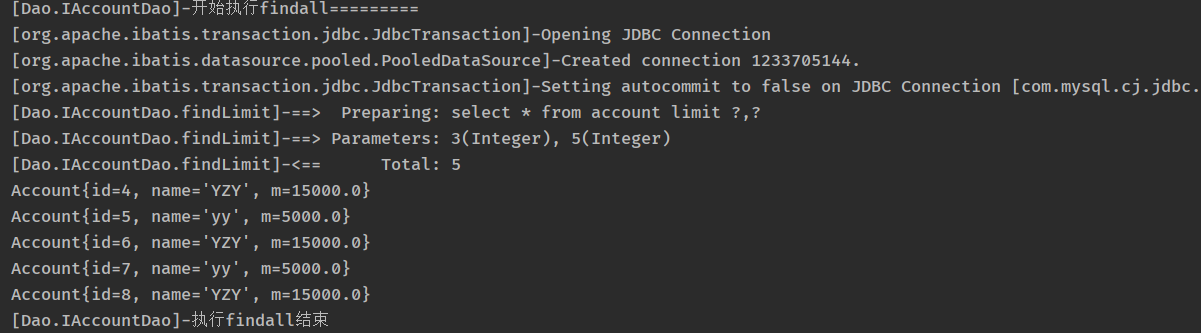 [Dao.IAccountDao]-开始执行findall=========
[org.apache.ibatis.transaction.jdbc.JdbcTransaction]-Opening JDBC Connection
[org.apache.ibatis.datasource.pooled.PooledDataSource]-Created connection 1233705144.
[org.apache.ibatis.transaction.jdbc.JdbcTransaction]-Setting autocommit to false on JDBC Connection [com.mysql.cj.jdbc.
[Dao.IAccountDao.findLimit]-==>  Preparing: select * from account limit ?,?
[Dao.IAccountDao.findLimit]-==> Parameters: 3(Integer), 5(Integer)
[Dao.IAccountDao.findLimit]-<==      Total: 5
Account{id=4, name='YZY', m=15000.0}
Account{id=5, name='yy', m=5000.0}
Account{id=6, name='YZY', m=15000.0}
Account{id=7, name='yy', m=5000.0}
Account{id=8, name='YZY', m=15000.0}
[Dao.IAccountDao]-执行findall结束